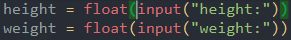 height = float(input("height:"))
weight = float(input("weight:"))